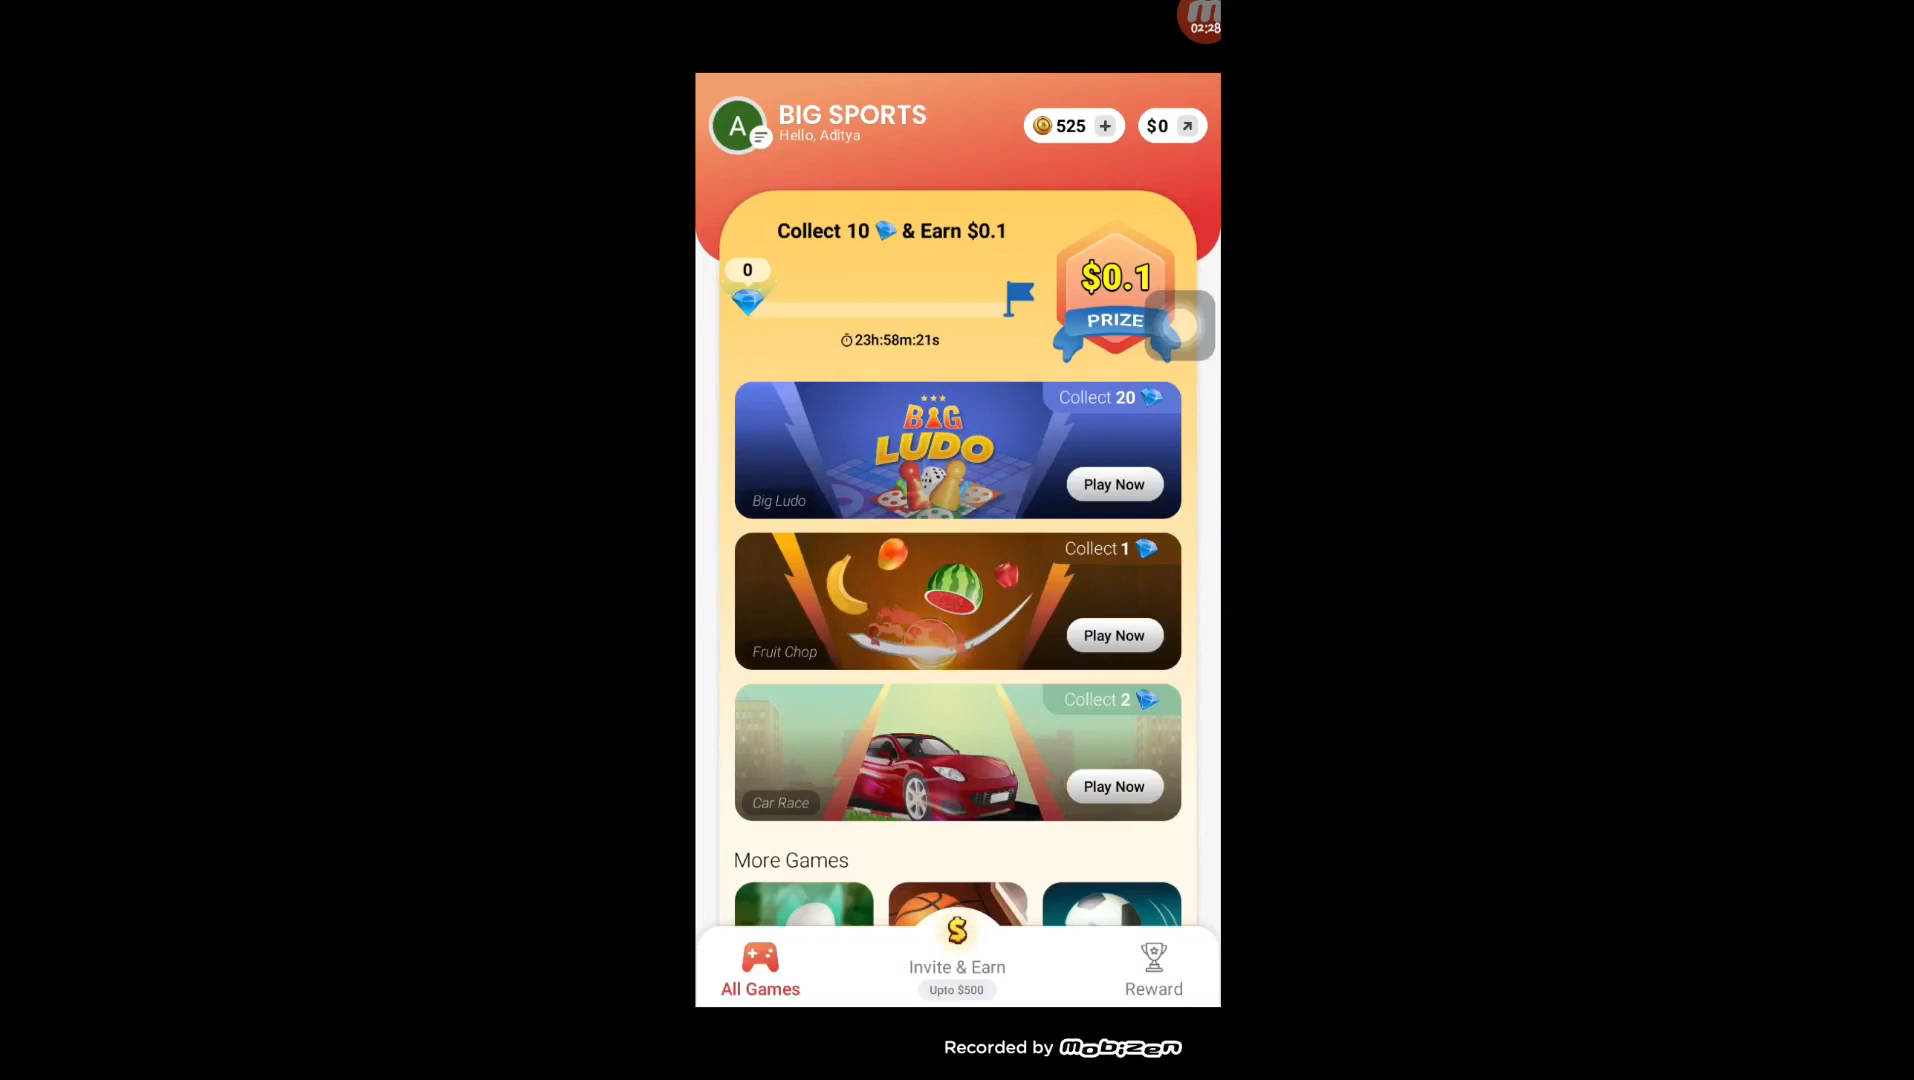 02:28
A
BIG SPORTS
Hello, Aditya
525 +
$0
Collect 10 & Earn $0.1
0
$0.1
PRIZE
23h:58m:21s
Collect 20
BIG
LUDO
Big Ludo
Play Now
Collect 1
Fruit Chop
Play Now
Collect 2
Car Race
Play Now
More Games
$
All Games
Invite & Earn
Upto $500
Reward
Recorded by mobizen